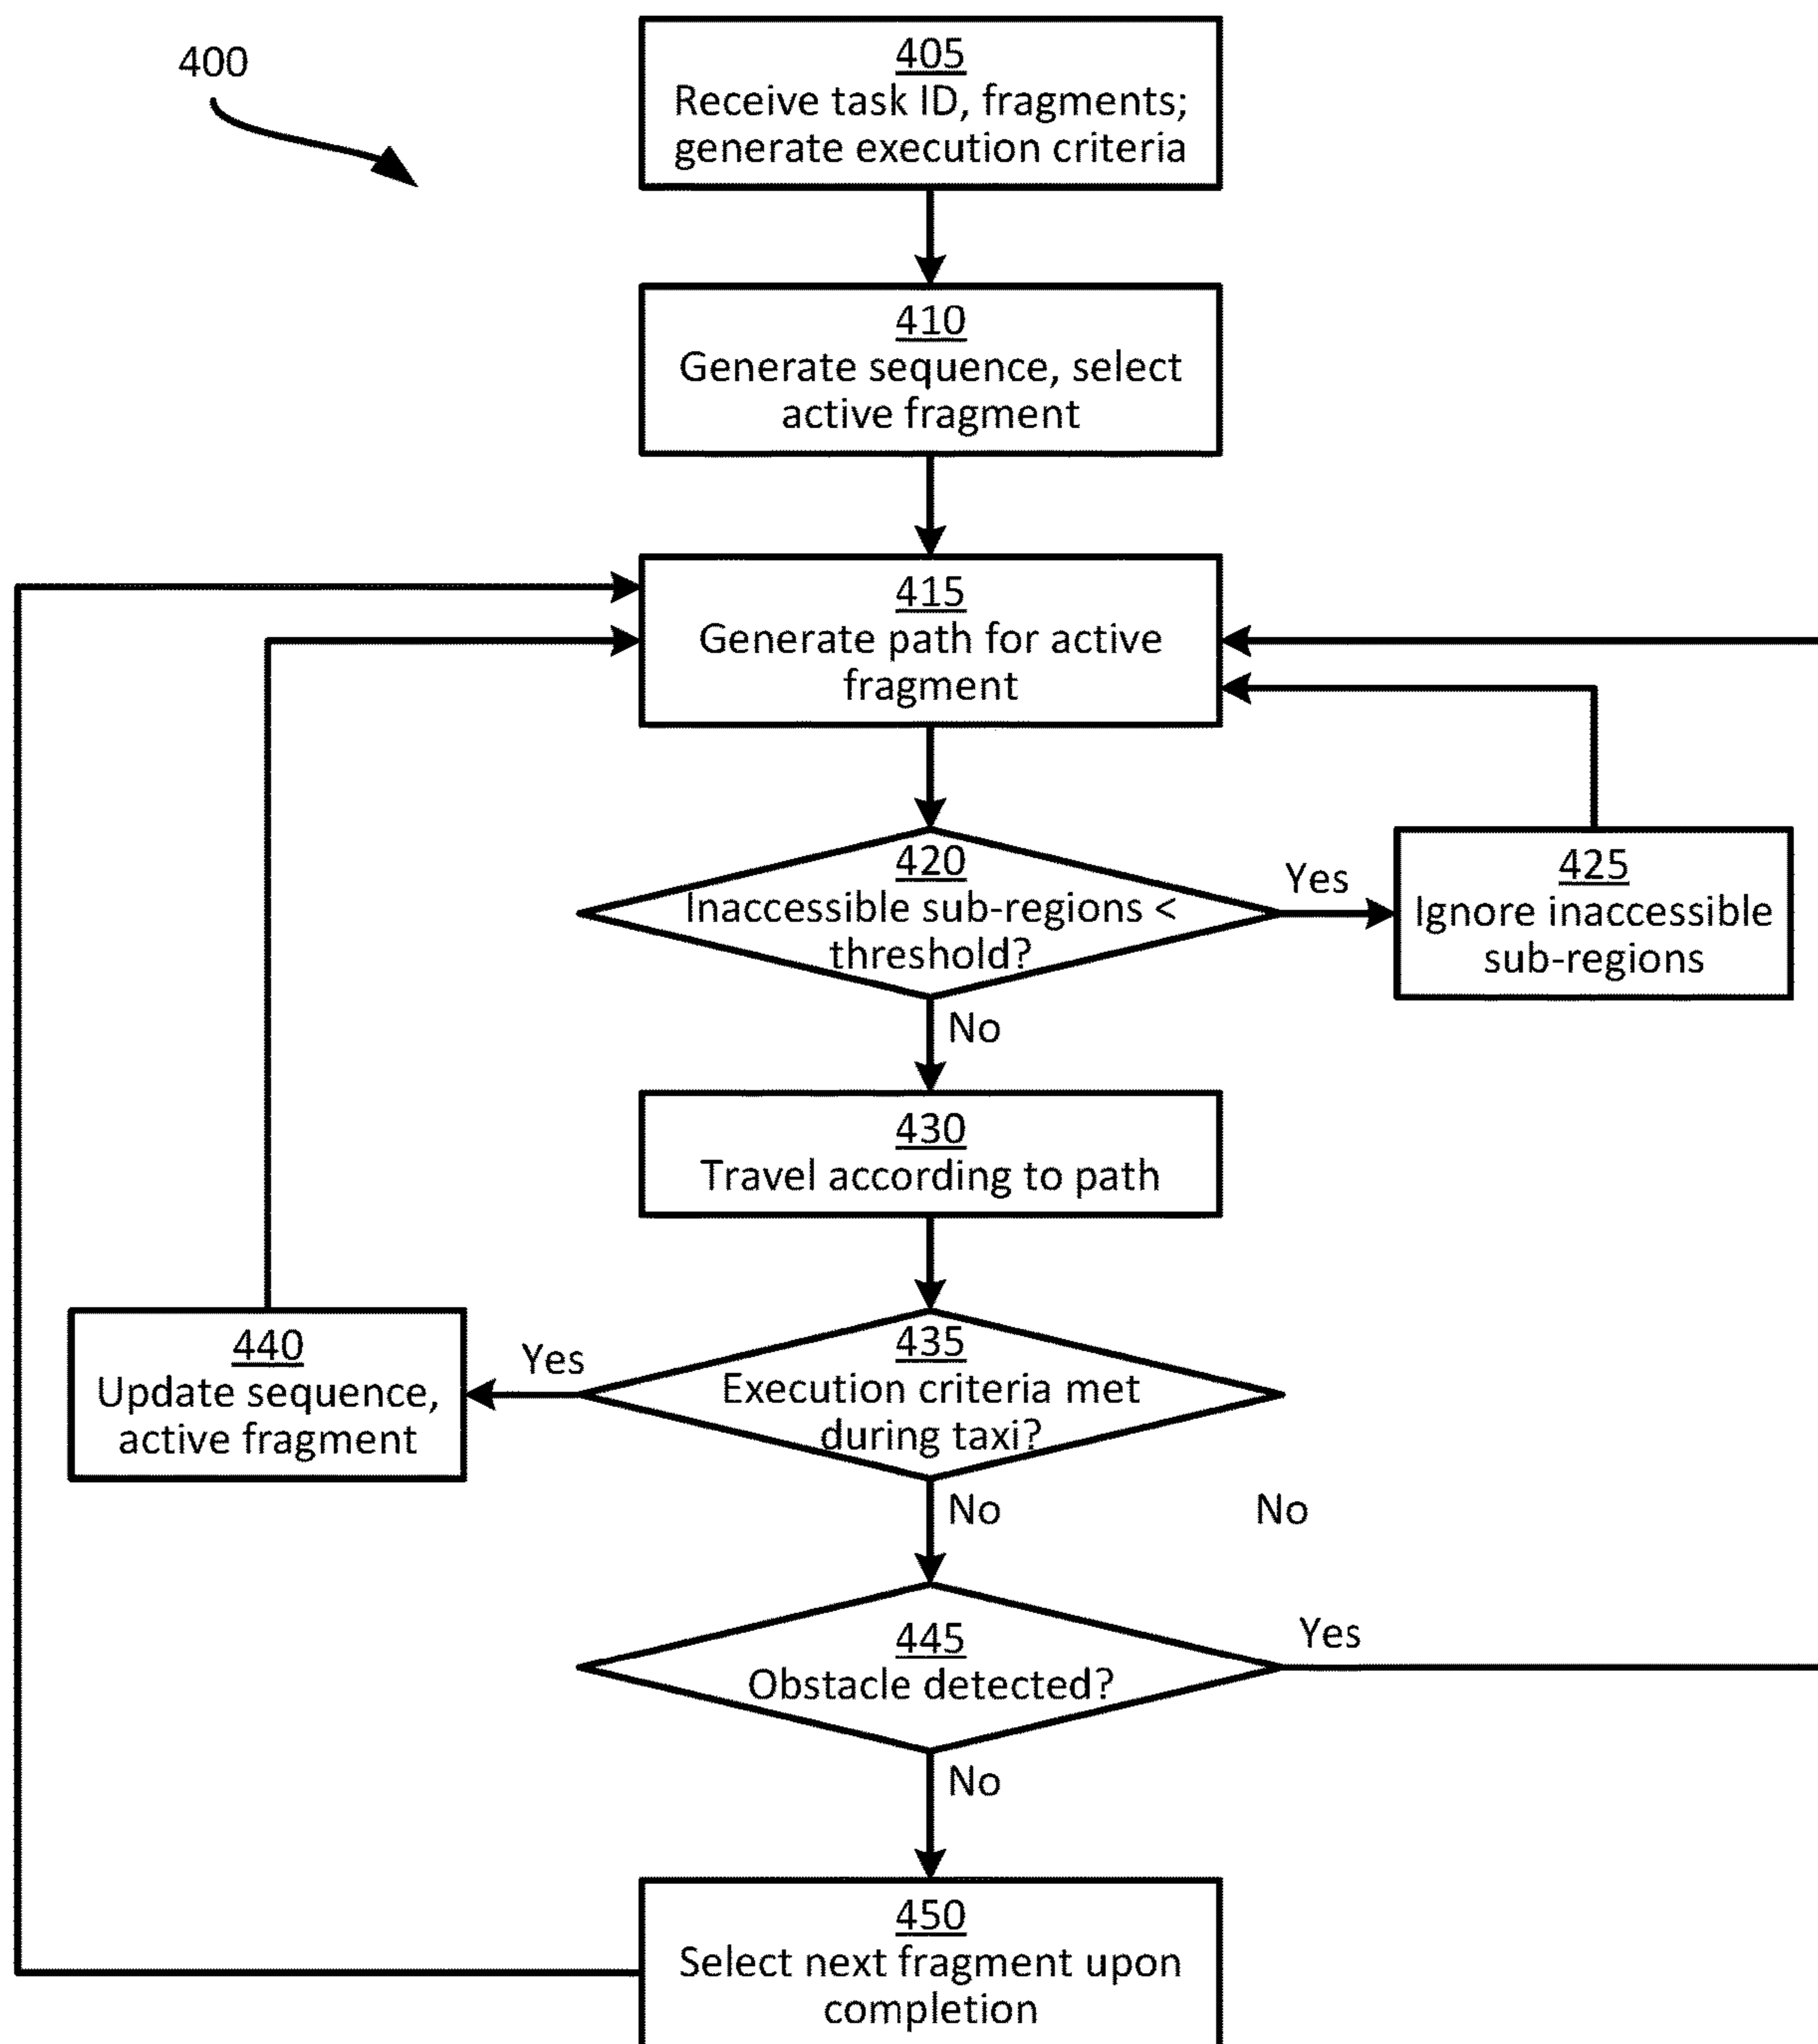 400
405
Receive task ID, fragments;
generate execution criteria
410
Generate sequence, select
active fragment
415
Generate path for active
fragment
420
Inaccessible sub-regions <
threshold?
Yes
425
Ignore inaccessible
sub-regions
No
430
Travel according to path
435
Execution criteria met
during taxi?
Yes
440
Update sequence,
active fragment
No
No
445
Obstacle detected?
Yes
No
450
Select next fragment upon
completion